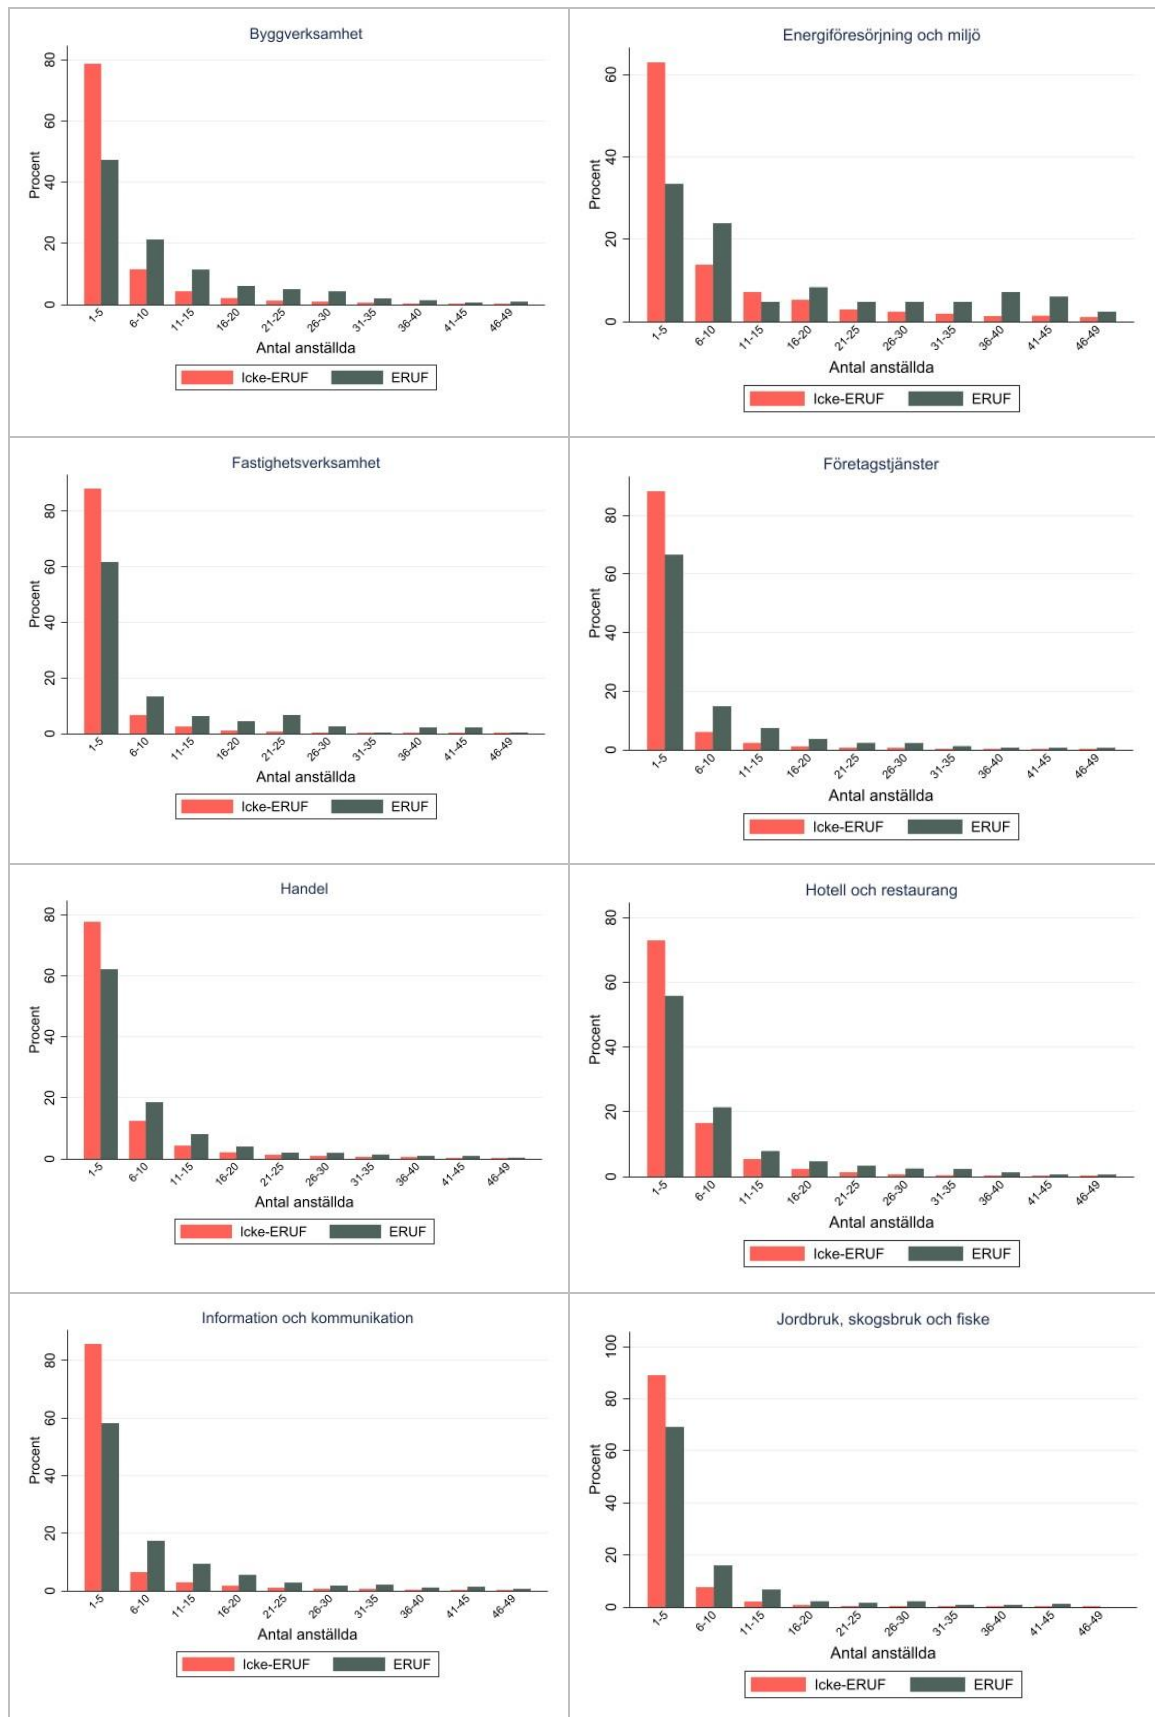 Byggverksamhet
Procent
80
60
40
20
0
1-5 6-10 11-15 16-20 21-25 26-30 31-35 36-40 41-45 46-49
Antal anställda
Icke-ERUF ERUF
Energiföresörjning och miljö
Procent
60
40
20
0
1-5 6-10 11-15 16-20 21-25 26-30 31-35 36-40 41-45 46-49
Antal anställda
Icke-ERUF ERUF
Fastighetsverksamhet
Procent
80
60
40
20
0
1-5 6-10 11-15 16-20 21-25 26-30 31-35 36-40 41-45 46-49
Antal anställda
Icke-ERUF ERUF
Företagstjänster
Procent
80
60
40
20
0
1-5 6-10 11-15 16-20 21-25 26-30 31-35 36-40 41-45 46-49
Antal anställda
Icke-ERUF ERUF
Handel
Procent
80
60
40
20
0
1-5 6-10 11-15 16-20 21-25 26-30 31-35 36-40 41-45 46-49
Antal anställda
Icke-ERUF ERUF
Hotell och restaurang
Procent
80
60
40
20
0
1-5 6-10 11-15 16-20 21-25 26-30 31-35 36-40 41-45 46-49
Antal anställda
Icke-ERUF ERUF
Information och kommunikation
Procent
80
60
40
20
0
1-5 6-10 11-15 16-20 21-25 26-30 31-35 36-40 41-45 46-49
Antal anställda
Icke-ERUF ERUF
Jordbruk, skogsbruk och fiske
Procent
100
80
60
40
20
0
1-5 6-10 11-15 16-20 21-25 26-30 31-35 36-40 41-45 46-49
Antal anställda
Icke-ERUF ERUF